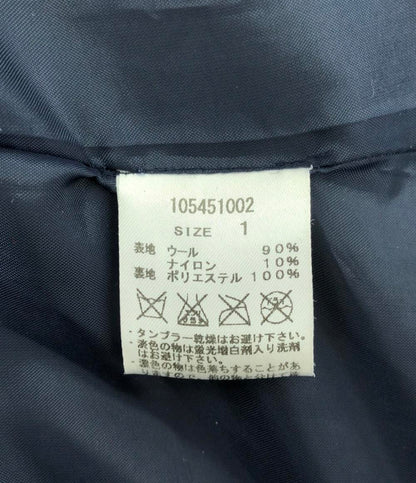 105451002
SIZE 1
表地 ウール 90%
ナイロン 10%
裏地 ポリエステル 100%
・タンブラー乾燥はお避け下さい。
淡色の物は蛍光増白剤入り洗剤
はお避け下さい。
濃色の物は色落ちすることがあ